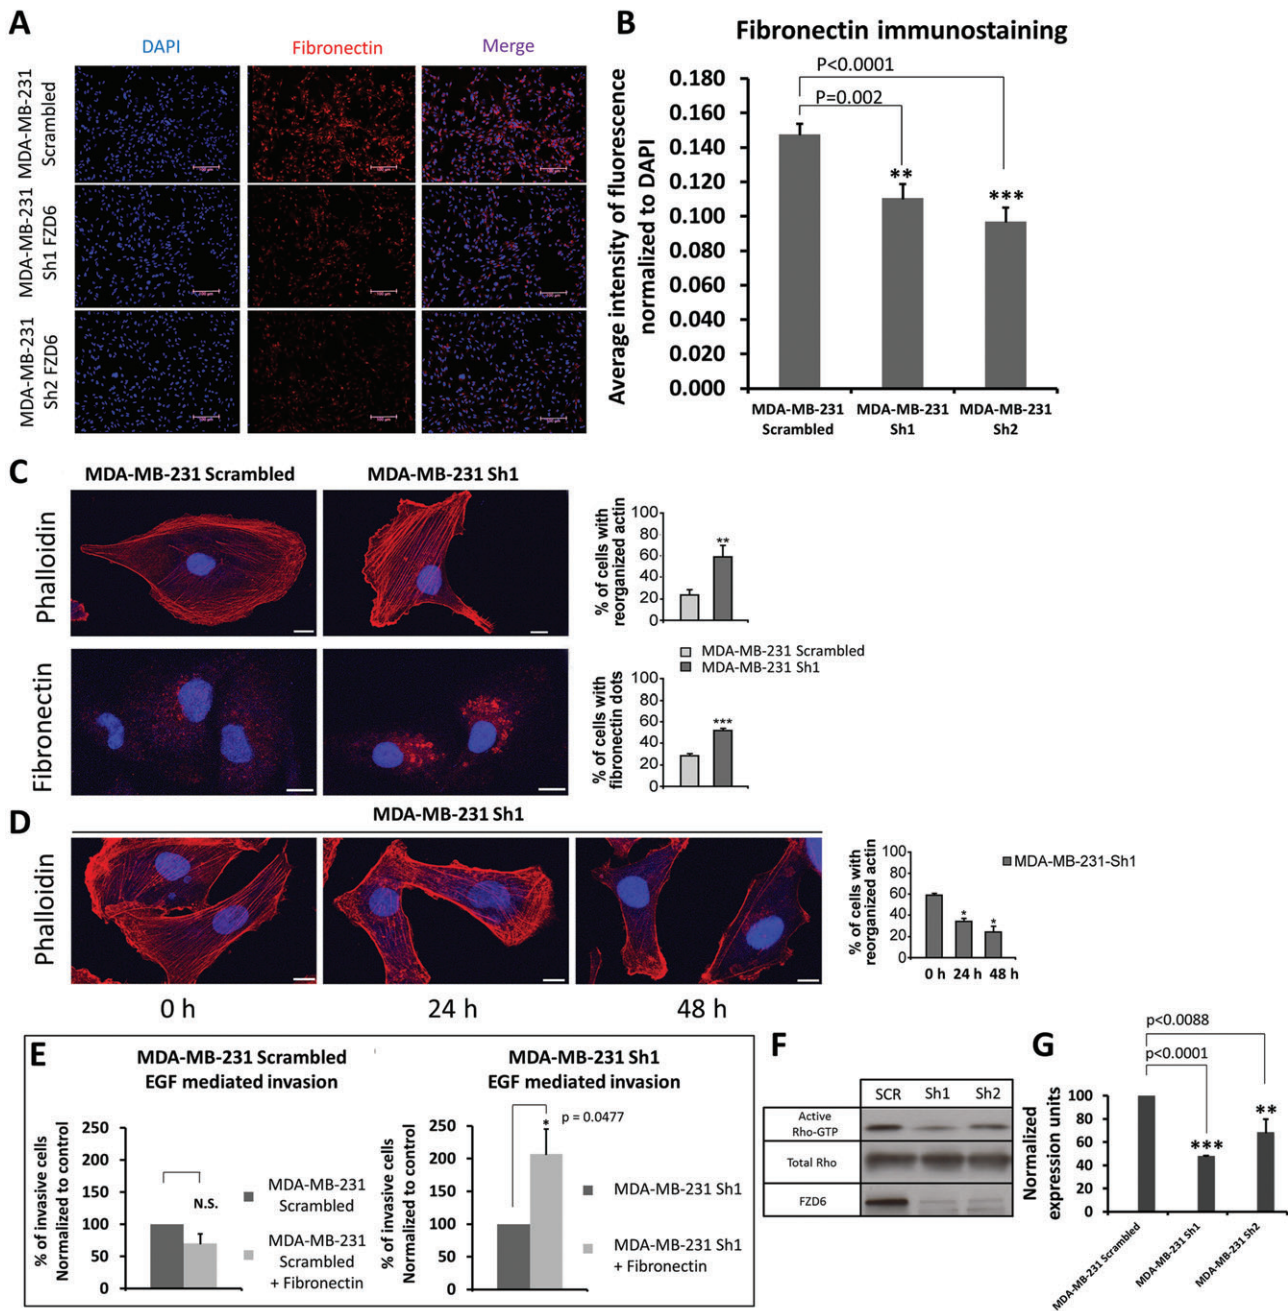 A
DAPI
Fibronectin
Merge
MDA-MB-231
Scrambled
MDA-MB-231
Sh1 FZD6
MDA-MB-231
Sh2 FZD6
B
Fibronectin immunostaining
P<0.0001
P=0.002
Average intensity of fluorescence
normalized to DAPI
0.180
0.160
0.140
0.120
0.100
0.080
0.060
0.040
0.020
0.000
**
***
MDA-MB-231
Scrambled
MDA-MB-231
Sh1
MDA-MB-231
Sh2
C
MDA-MB-231 Scrambled
MDA-MB-231 Sh1
Phalloidin
Fibronectin
% of cells with
reorganized actin
100
80
60
40
20
0
**
MDA-MB-231 Scrambled
MDA-MB-231 Sh1
% of cells with
fibronectin dots
100
80
60
40
20
0
***
D
MDA-MB-231 Sh1
Phalloidin
0 h
24 h
48 h
% of cells with
reorganized actin
100
80
60
40
20
0
*
*
0 h 24 h 48 h
MDA-MB-231-Sh1
E
MDA-MB-231 Scrambled
EGF mediated invasion
% of invasive cells
Normalized to control
250
200
150
100
50
0
N.S.
MDA-MB-231
Scrambled
MDA-MB-231
Scrambled
+ Fibronectin
MDA-MB-231 Sh1
EGF mediated invasion
% of invasive cells
Normalized to control
250
200
150
100
50
0
p = 0.0477
*
MDA-MB-231 Sh1
MDA-MB-231 Sh1
+ Fibronectin
F
SCR Sh1 Sh2
Active
Rho-GTP
Total Rho
FZD6
G
p<0.0088
p<0.0001
Normalized
expression units
100
80
60
40
20
0
***
**
MDA-MB-231 Scrambled
MDA-MB-231 Sh1
MDA-MB-231 Sh2